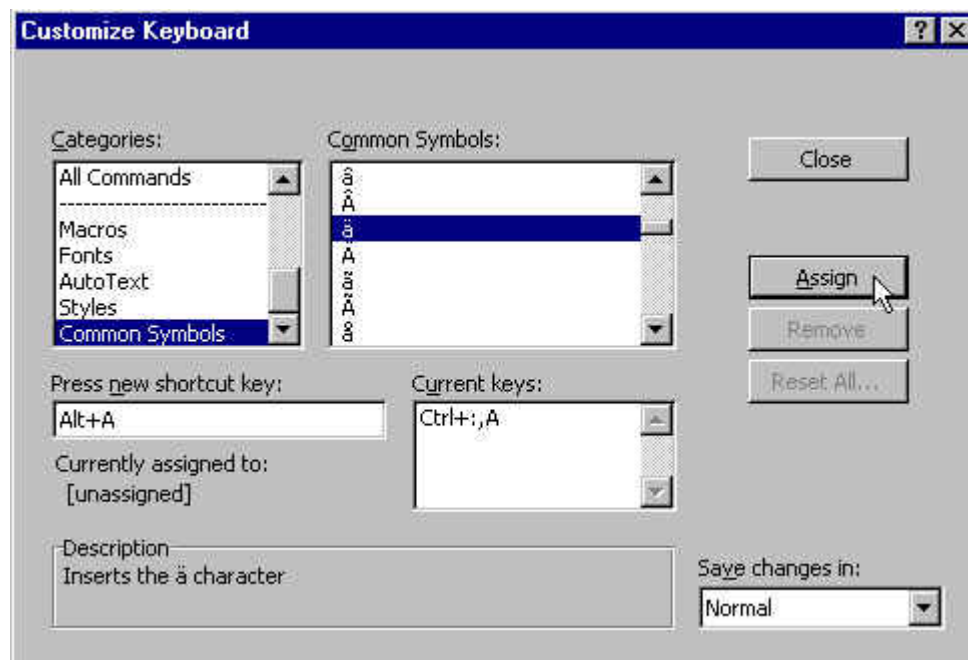 Customize Keyboard
Categories:
All Commands
Macros
Fonts
AutoText
Styles
Common Symbols
Common Symbols:
â
Â
ä
Ä
ã
Ã
å
Close
Assign
Remove
Reset All...
Press new shortcut key:
Alt+A
Currently assigned to:
[unassigned]
Current keys:
Ctrl+:,A
Description
Inserts the ä character
Save changes in:
Normal